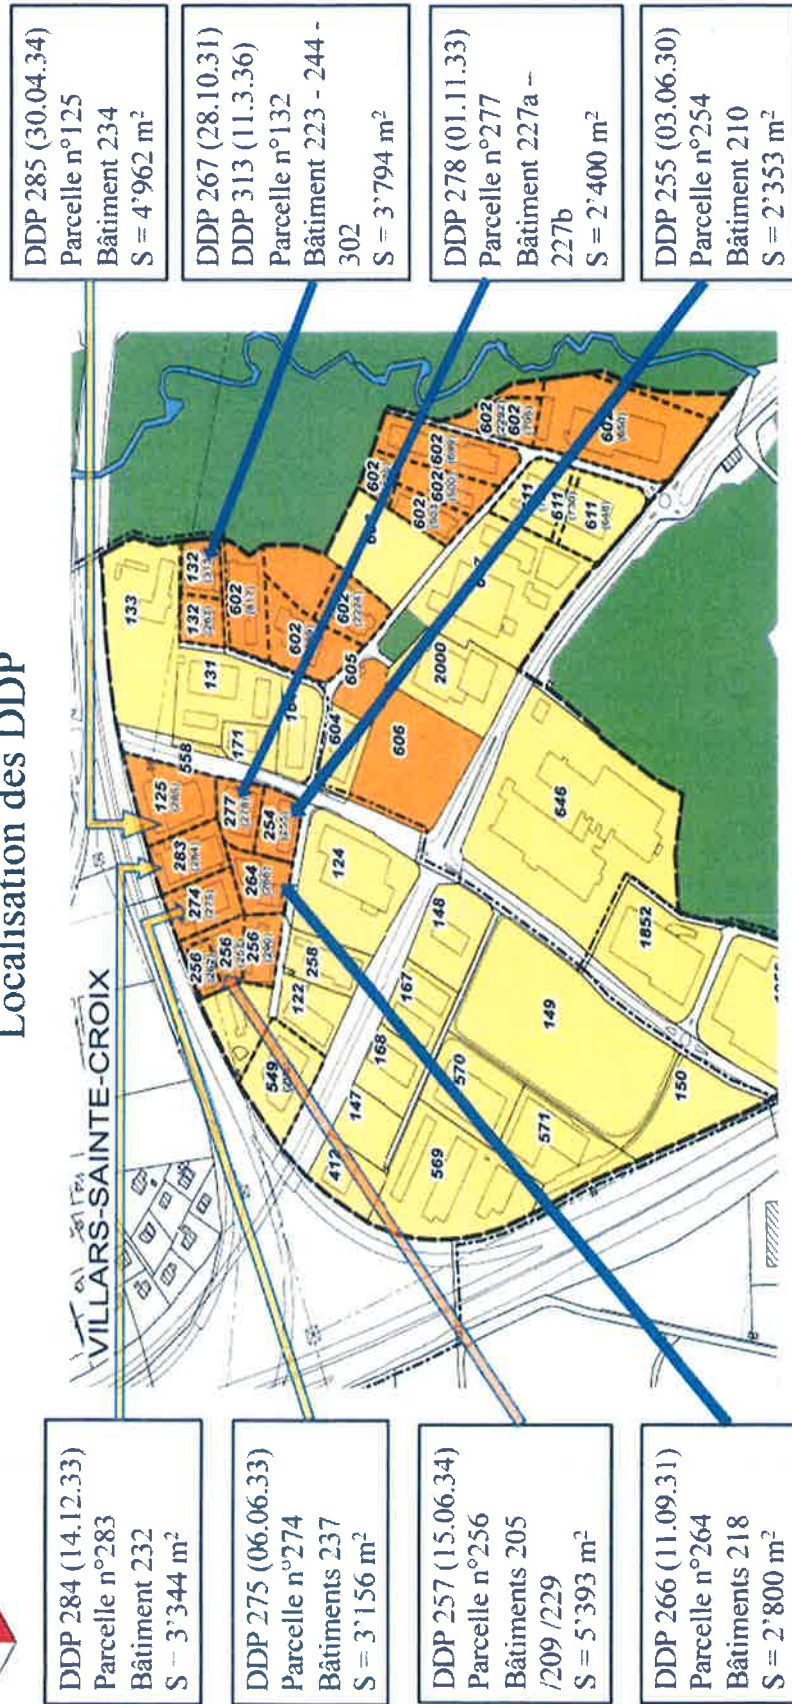 Localisation des DDP
DDP 284 (14.12.33)
Parcelle n°283
Bâtiment 232
S = 3’344 m²
DDP 275 (06.06.33)
Parcelle n°274
Bâtiments 237
S = 3’156 m²
DDP 257 (15.06.34)
Parcelle n°256
Bâtiments 205
/209 /229
S = 5’393 m²
DDP 266 (11.09.31)
Parcelle n°264
Bâtiments 218
S = 2’800 m²
DDP 285 (30.04.34)
Parcelle n°125
Bâtiment 234
S = 4’962 m²
DDP 267 (28.10.31)
DDP 313 (11.3.36)
Parcelle n°132
Bâtiment 223 - 244 -
302
S = 3’794 m²
DDP 278 (01.11.33)
Parcelle n°277
Bâtiment 227a –
227b
S = 2’400 m²
DDP 255 (03.06.30)
Parcelle n°254
Bâtiment 210
S = 2’353 m²
VILLARS-SAINTE-CROIX
133
132
132
602
131
558
171
125
283
274
277
254
264
256
256
256
602
602
605
604
606
2000
602
602
602
602
602
611
611
124
258
122
549
148
167
168
147
412
646
149
570
569
571
150
1852